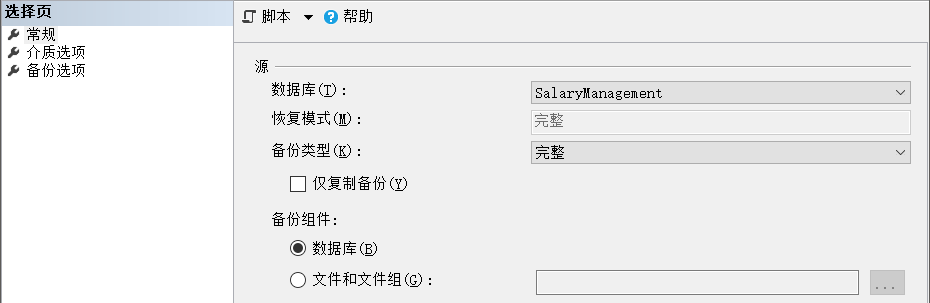 选择页
常规
介质选项
备份选项
脚本 帮助
源
数据库(T): SalaryManagement
恢复模式(M): 完整
备份类型(K): 完整
仅复制备份(Y)
备份组件:
数据库(B)
文件和文件组(G): ...